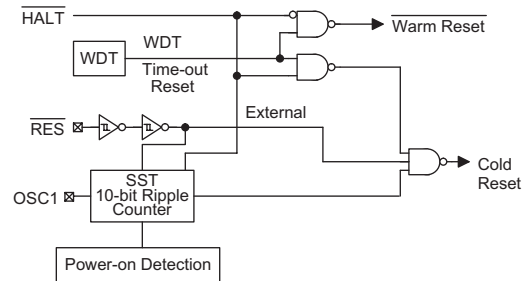 HALT
WDT
WDT
Time-out
Reset
Warm Reset
RES
External
SST
10-bit Ripple
Counter
OSC1
Cold
Reset
Power-on Detection